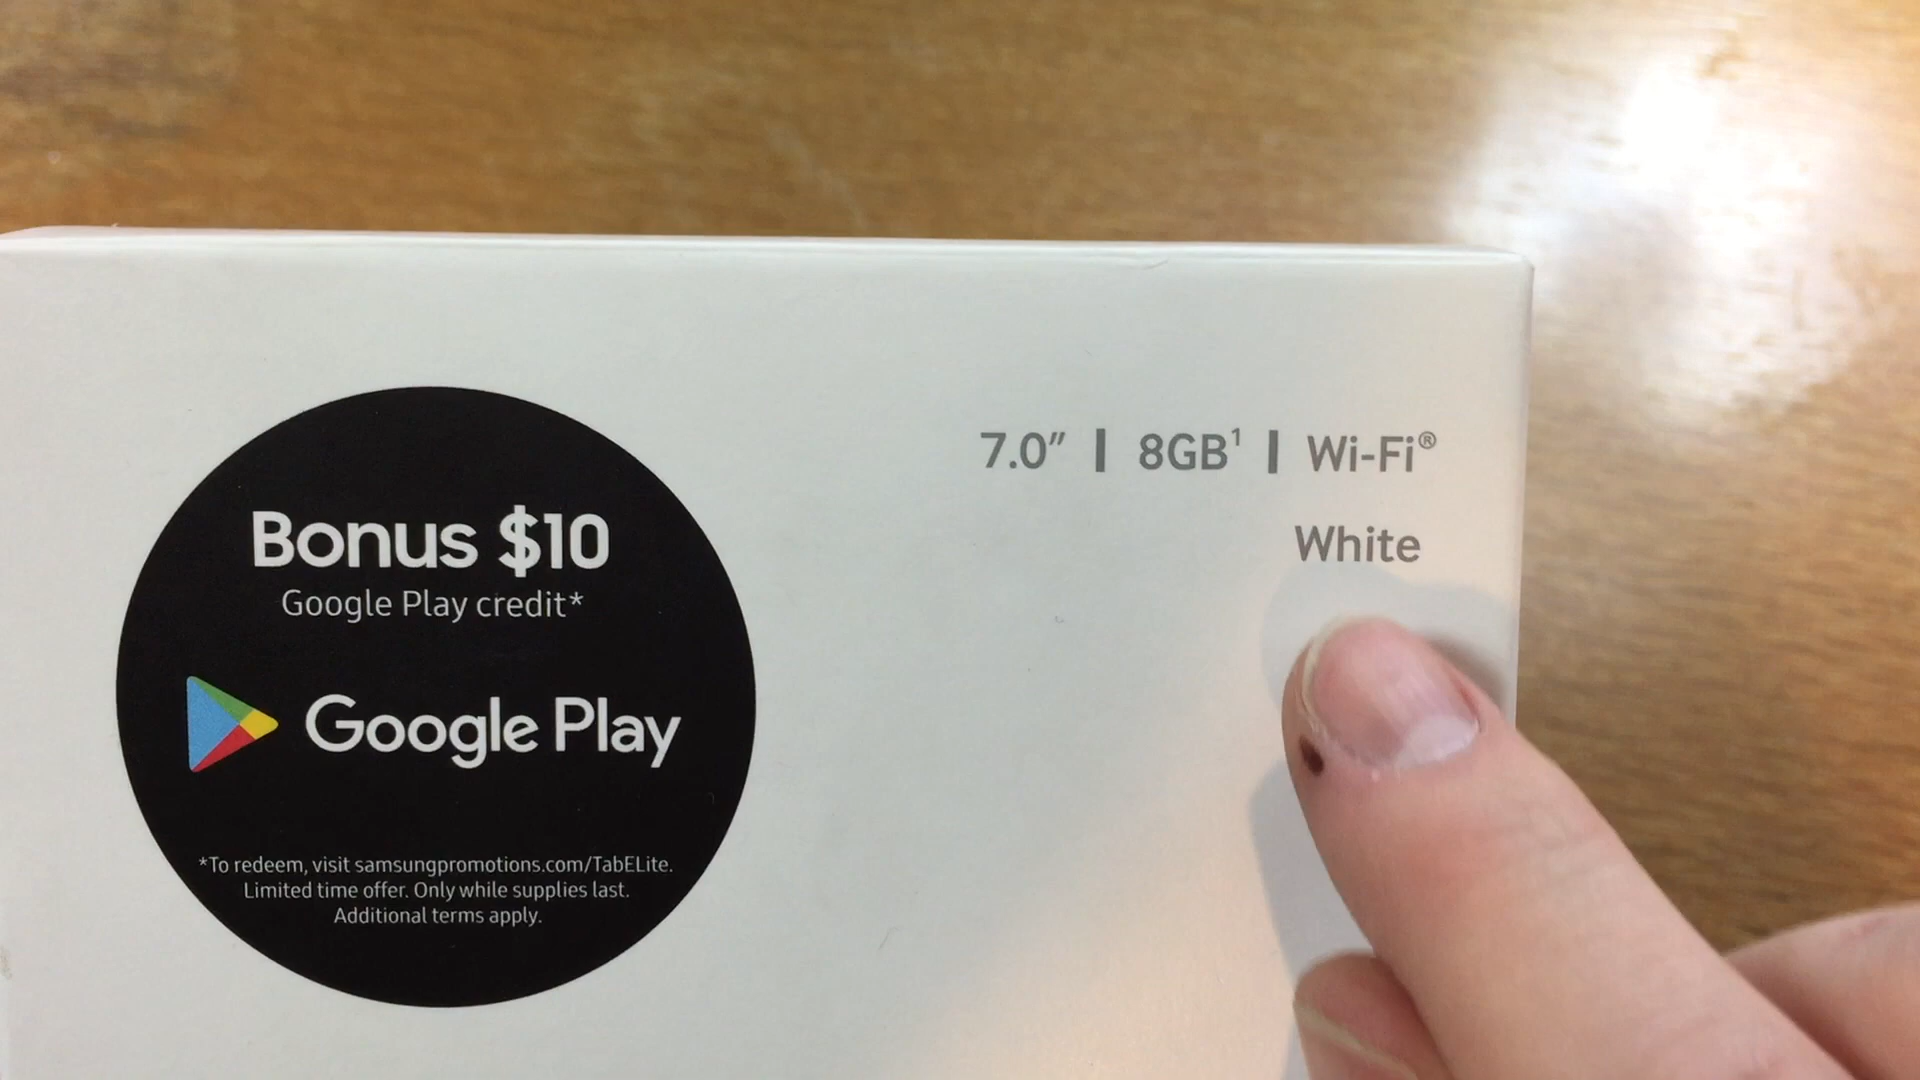 Bonus $10
Google Play credit*
Google Play
*To redeem, visit samsungpromotions.com/TabELite.
Limited time offer. Only while supplies last.
Additional terms apply.
7.0″ | 8GB¹ | Wi-Fi®
White